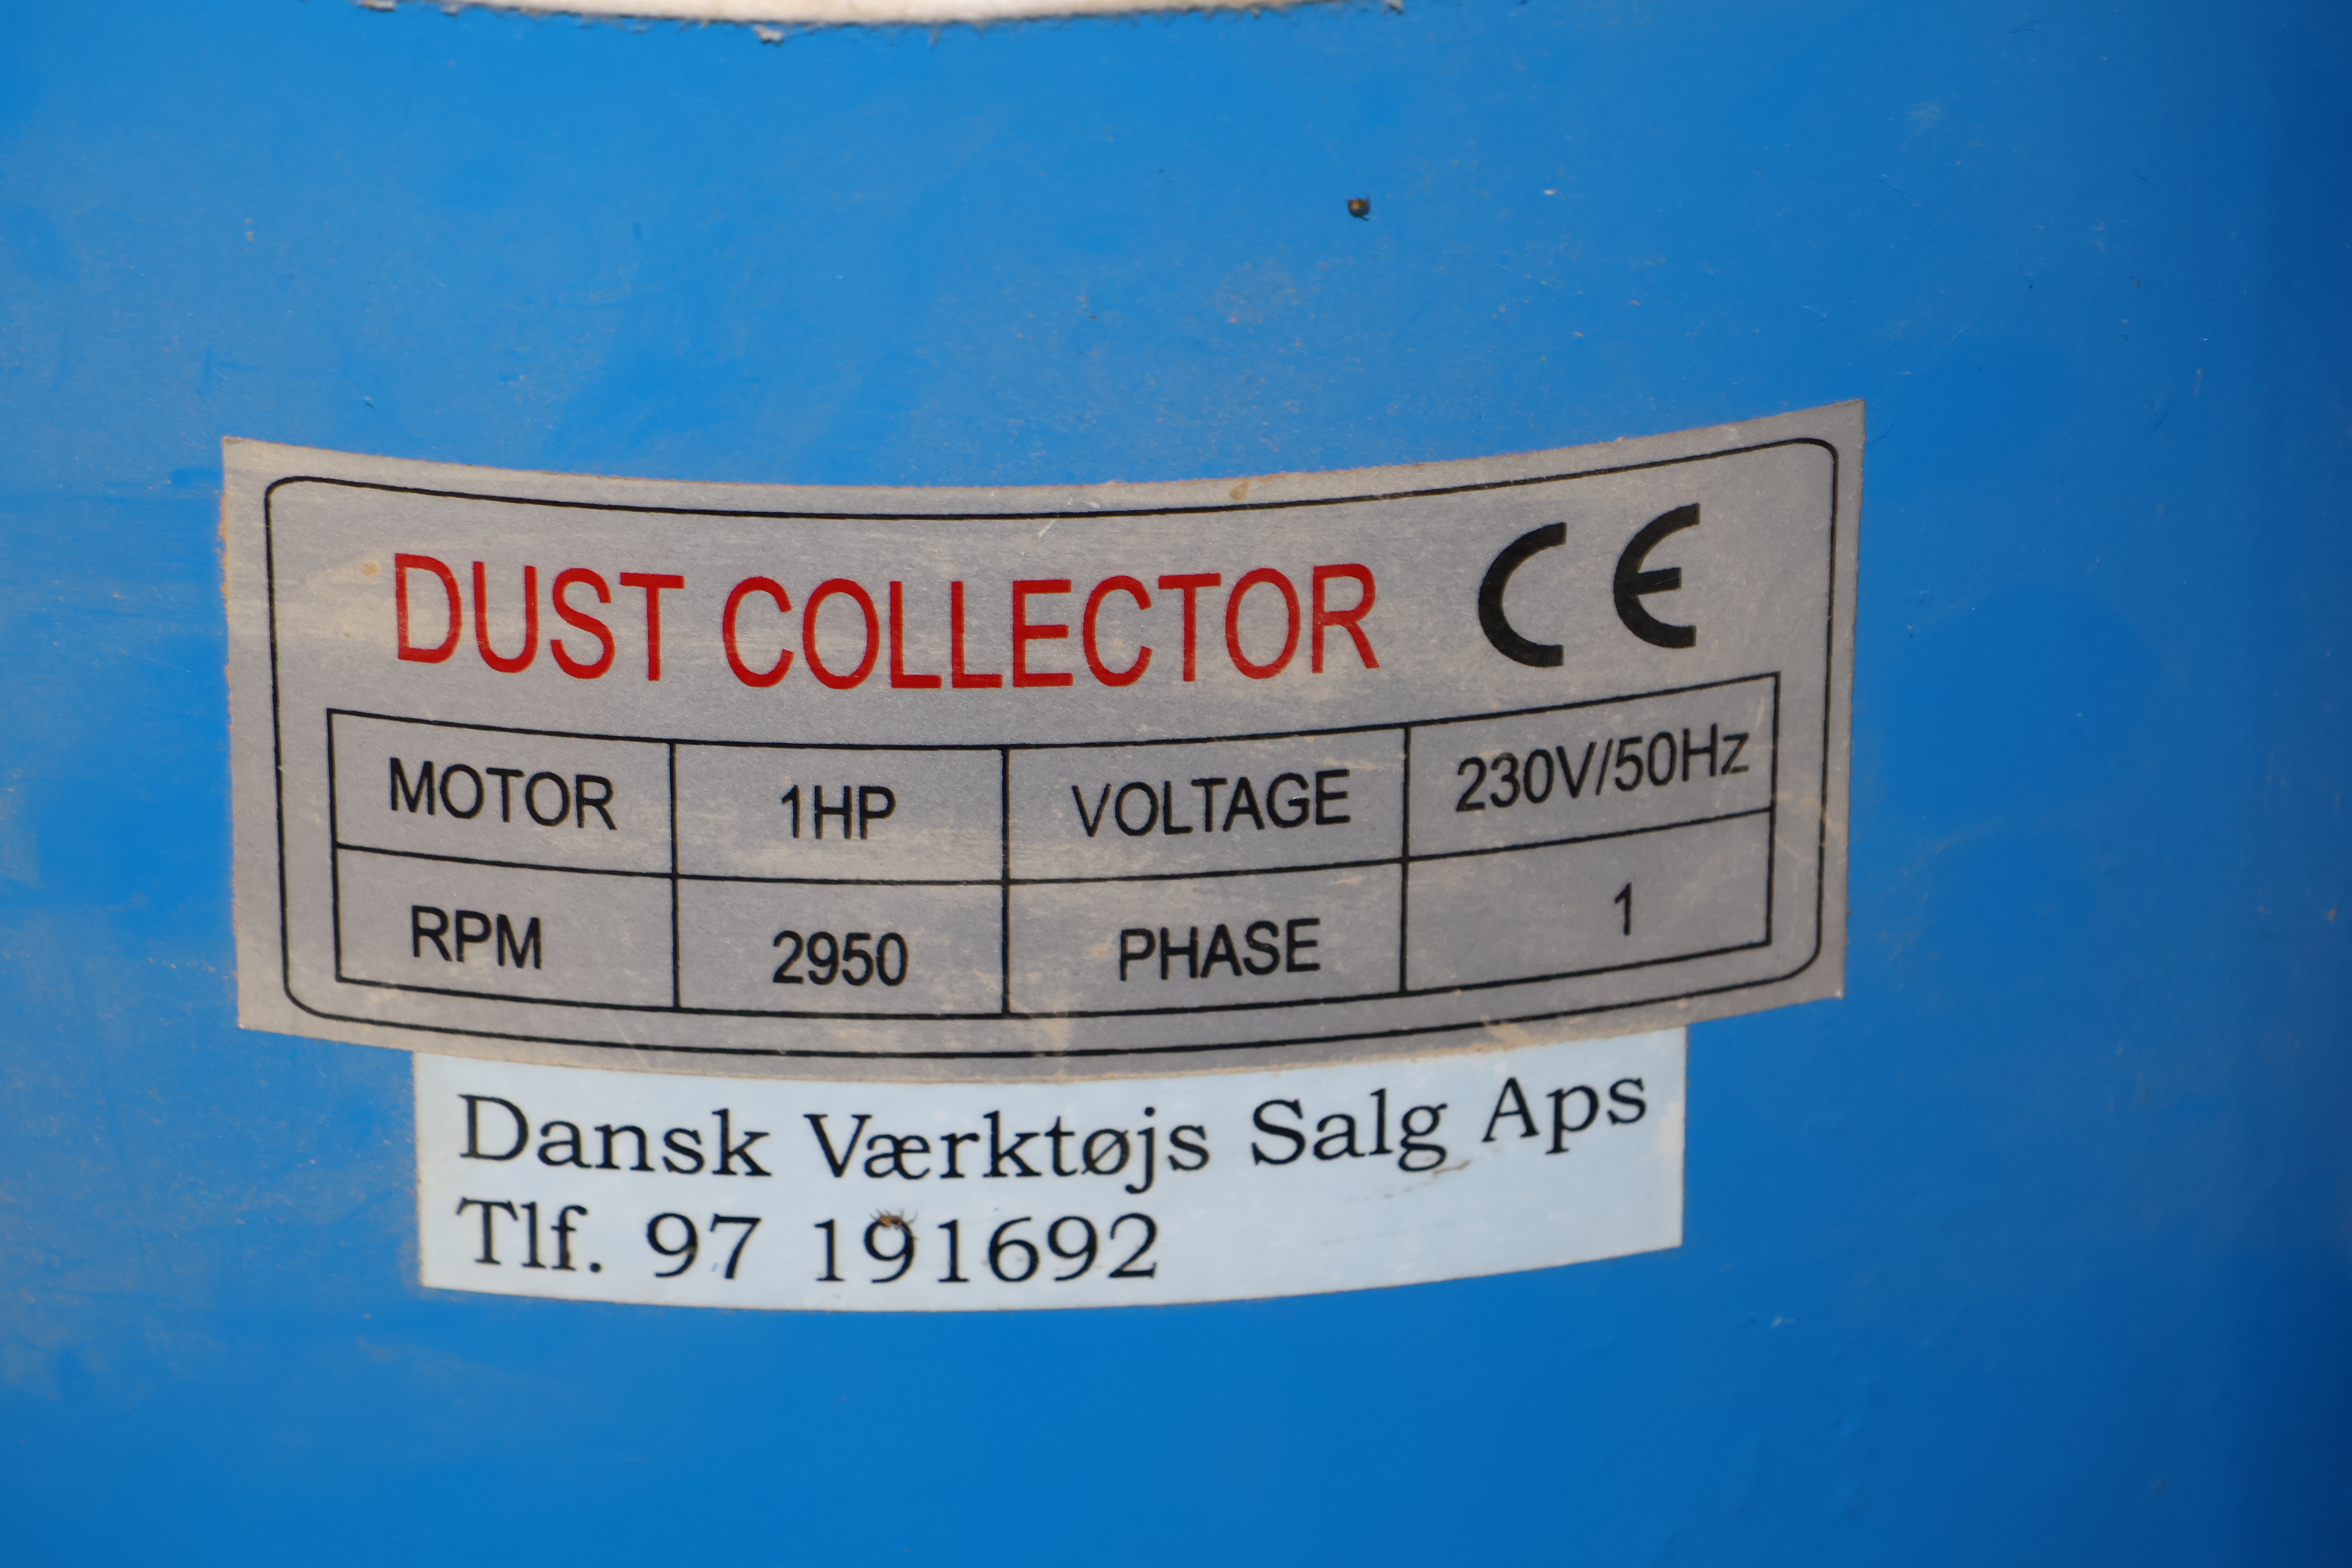 DUST COLLECTOR CE
MOTOR 1HP VOLTAGE 230V/50Hz
RPM 2950 PHASE 1
Dansk Værktøjs Salg Aps
Tlf. 97 191692